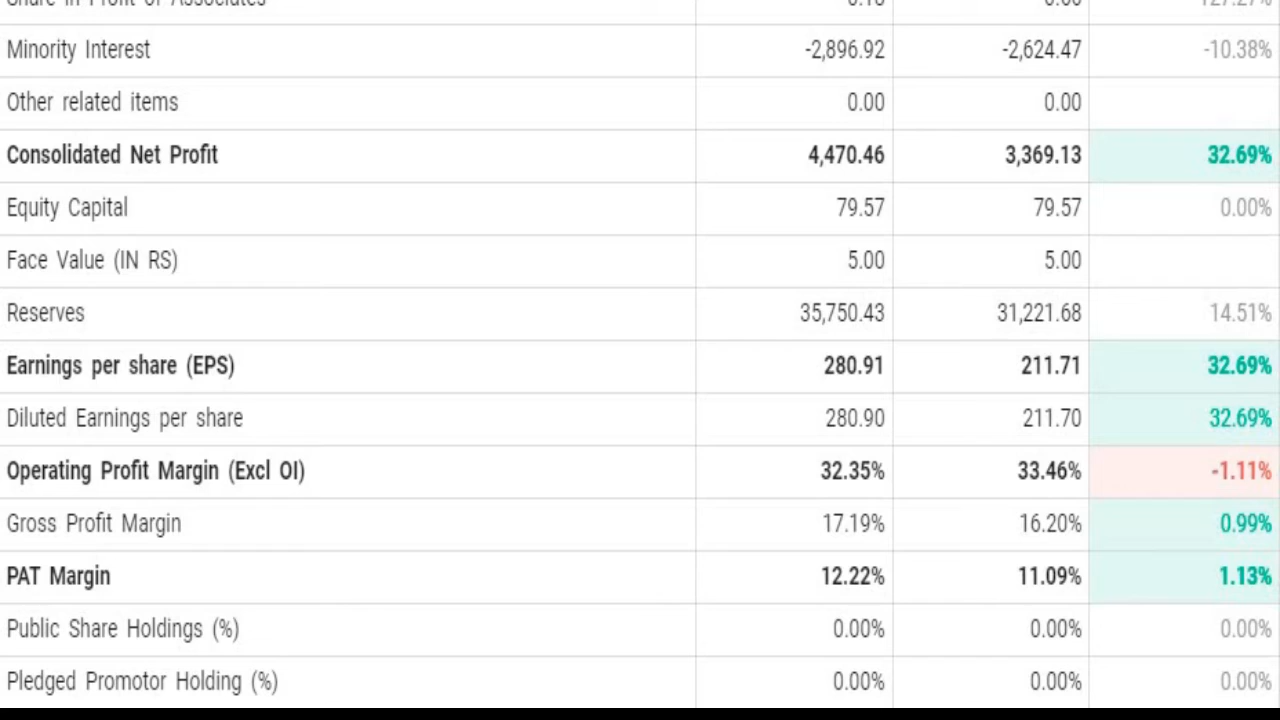 Share in Profit of Associates
Minority Interest -2,896.92 -2,624.47 -10.38%
Other related items 0.00 0.00
Consolidated Net Profit 4,470.46 3,369.13 32.69%
Equity Capital 79.57 79.57 0.00%
Face Value (IN RS) 5.00 5.00
Reserves 35,750.43 31,221.68 14.51%
Earnings per share (EPS) 280.91 211.71 32.69%
Diluted Earnings per share 280.90 211.70 32.69%
Operating Profit Margin (Excl OI) 32.35% 33.46% -1.11%
Gross Profit Margin 17.19% 16.20% 0.99%
PAT Margin 12.22% 11.09% 1.13%
Public Share Holdings (%) 0.00% 0.00% 0.00%
Pledged Promotor Holding (%) 0.00% 0.00% 0.00%